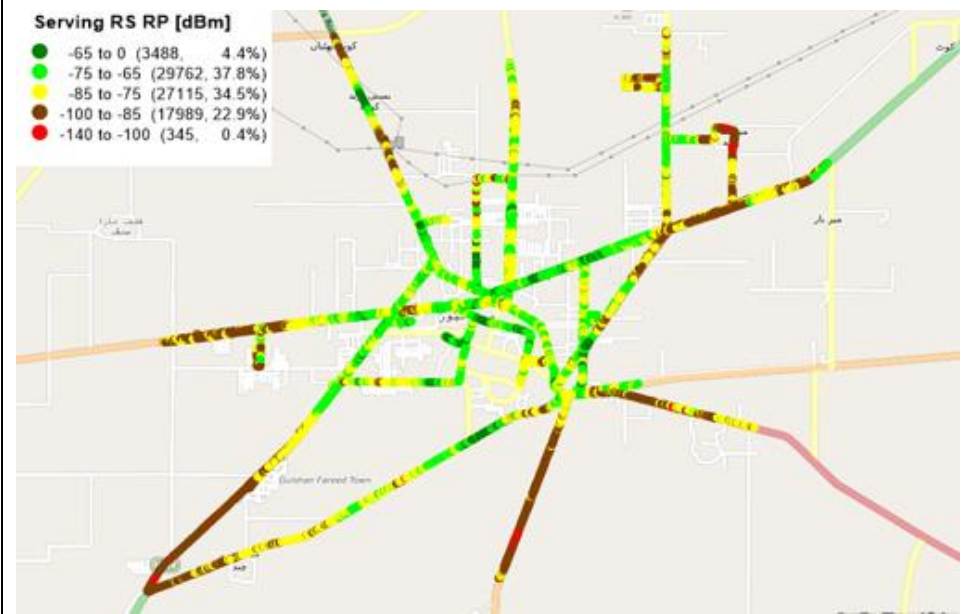 Serving RS RP [dBm]
-65 to 0 (3488, 4.4%)
-75 to -65 (29762, 37.8%)
-85 to -75 (27115, 34.5%)
-100 to -85 (17989, 22.9%)
-140 to -100 (345, 0.4%)
کوٹ
Gulshan Fareed Town